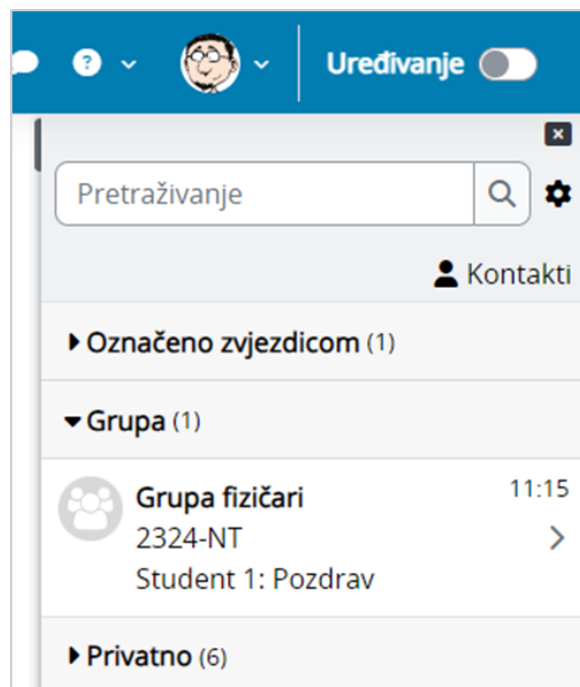 Uređivanje
Pretraživanje
Kontakti
Označeno zvjezdicom (1)
Grupa (1)
Grupa fizičari 11:15
2324-NT
Student 1: Pozdrav
Privatno (6)